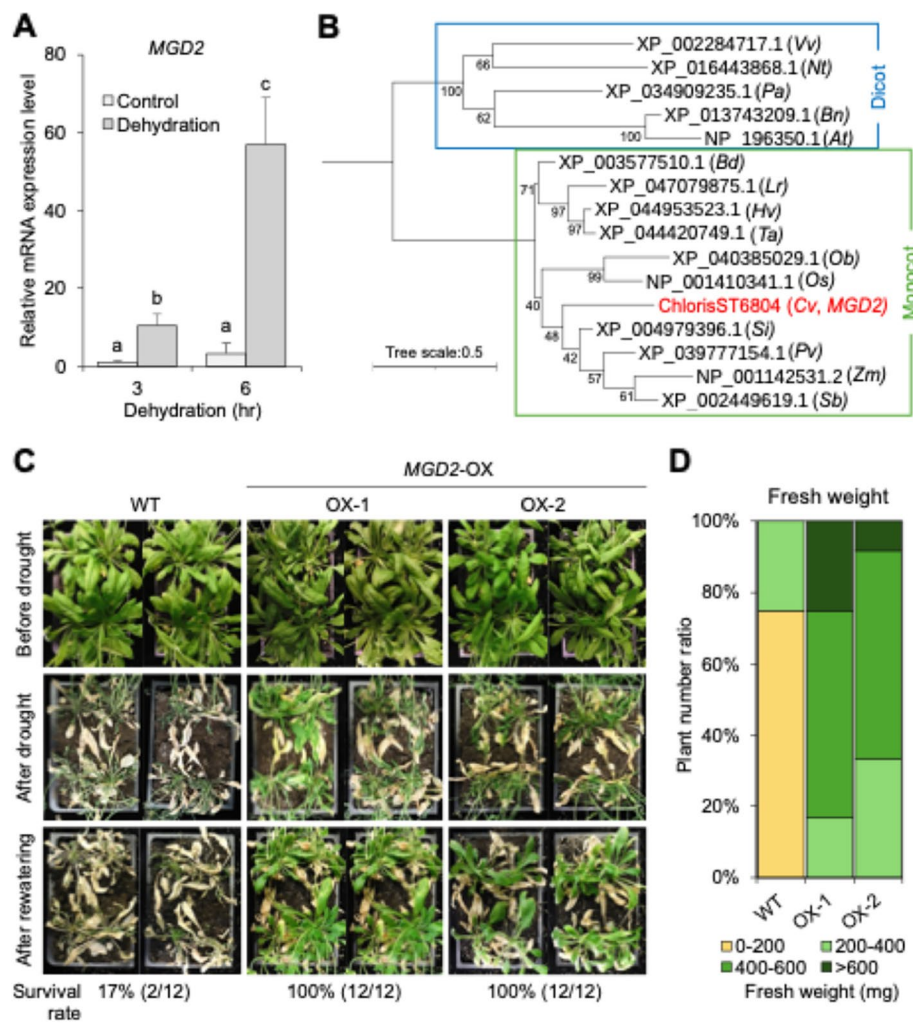 A
MGD2
80
60
40
20
0
Relative mRNA expression level
Control
Dehydration
a
b
a
c
3
6
Dehydration (hr)
B
XP_002284717.1 (Vv)
66
XP_016443868.1 (Nt)
100
XP_034909235.1 (Pa)
62
XP_013743209.1 (Bn)
100
NP_196350.1 (At)
Dicot
XP_003577510.1 (Bd)
71
XP_047079875.1 (Lr)
97
XP_044953523.1 (Hv)
97
XP_044420749.1 (Ta)
XP_040385029.1 (Ob)
99
NP_001410341.1 (Os)
40
ChlorisST6804 (Cv, MGD2)
48
XP_004979396.1 (Si)
42
XP_039777154.1 (Pv)
57
NP_001142531.2 (Zm)
61
XP_002449619.1 (Sb)
Monocot
Tree scale:0.5
C
MGD2-OX
WT
OX-1
OX-2
Before drought
After drought
After rewatering
Survival rate
17% (2/12)
100% (12/12)
100% (12/12)
D
Fresh weight
100%
80%
60%
40%
20%
0%
Plant number ratio
WT
OX-1
OX-2
0-200
200-400
400-600
>600
Fresh weight (mg)